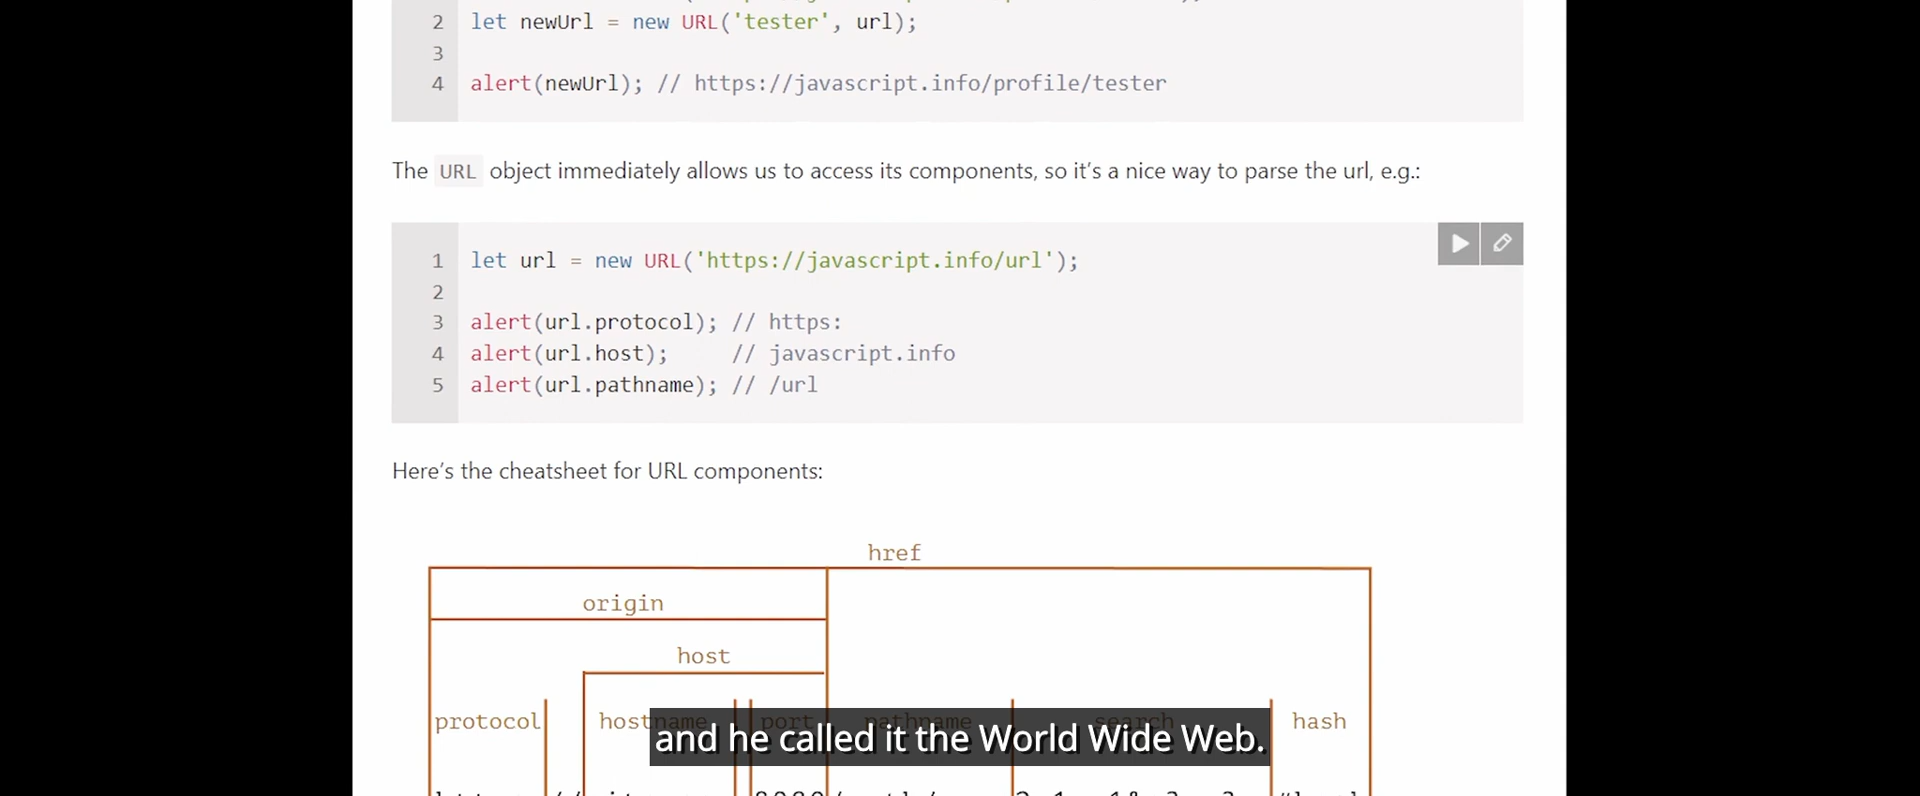 2 let newUrl = new URL('tester', url);
3
4 alert(newUrl); // https://javascript.info/profile/tester
The URL object immediately allows us to access its components, so it's a nice way to parse the url, e.g.:
1 let url = new URL('https://javascript.info/url');
2
3 alert(url.protocol); // https:
4 alert(url.host); // javascript.info
5 alert(url.pathname); // /url
Here's the cheatsheet for URL components:
href
origin
host
protocol hostname port pathname search hash
and he called it the World Wide Web.